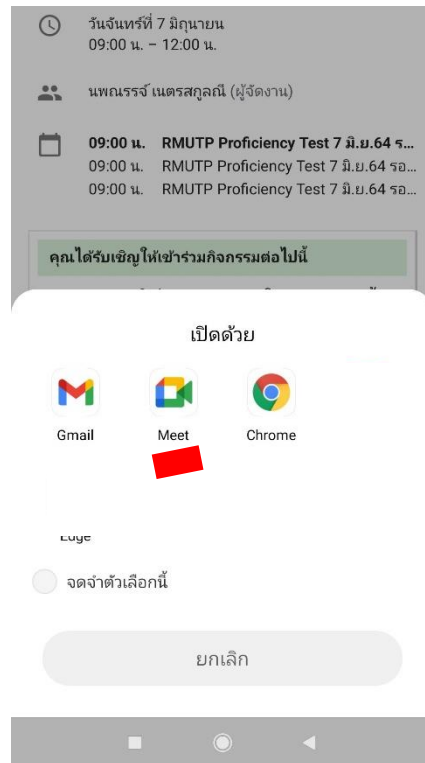 วันจันทร์ที่ 7 มิถุนายน
09:00 น. – 12:00 น.
นพณรรจ์ เนตรสกูลณี (ผู้จัดงาน)
09:00 น. RMUTP Proficiency Test 7 มิ.ย.64 ร...
09:00 น. RMUTP Proficiency Test 7 มิ.ย.64 รอ...
09:00 น. RMUTP Proficiency Test 7 มิ.ย.64 รอ...
คุณได้รับเชิญให้เข้าร่วมกิจกรรมต่อไปนี้
เปิดด้วย
Gmail Meet Chrome
Edge
จดจำตัวเลือกนี้
ยกเลิก